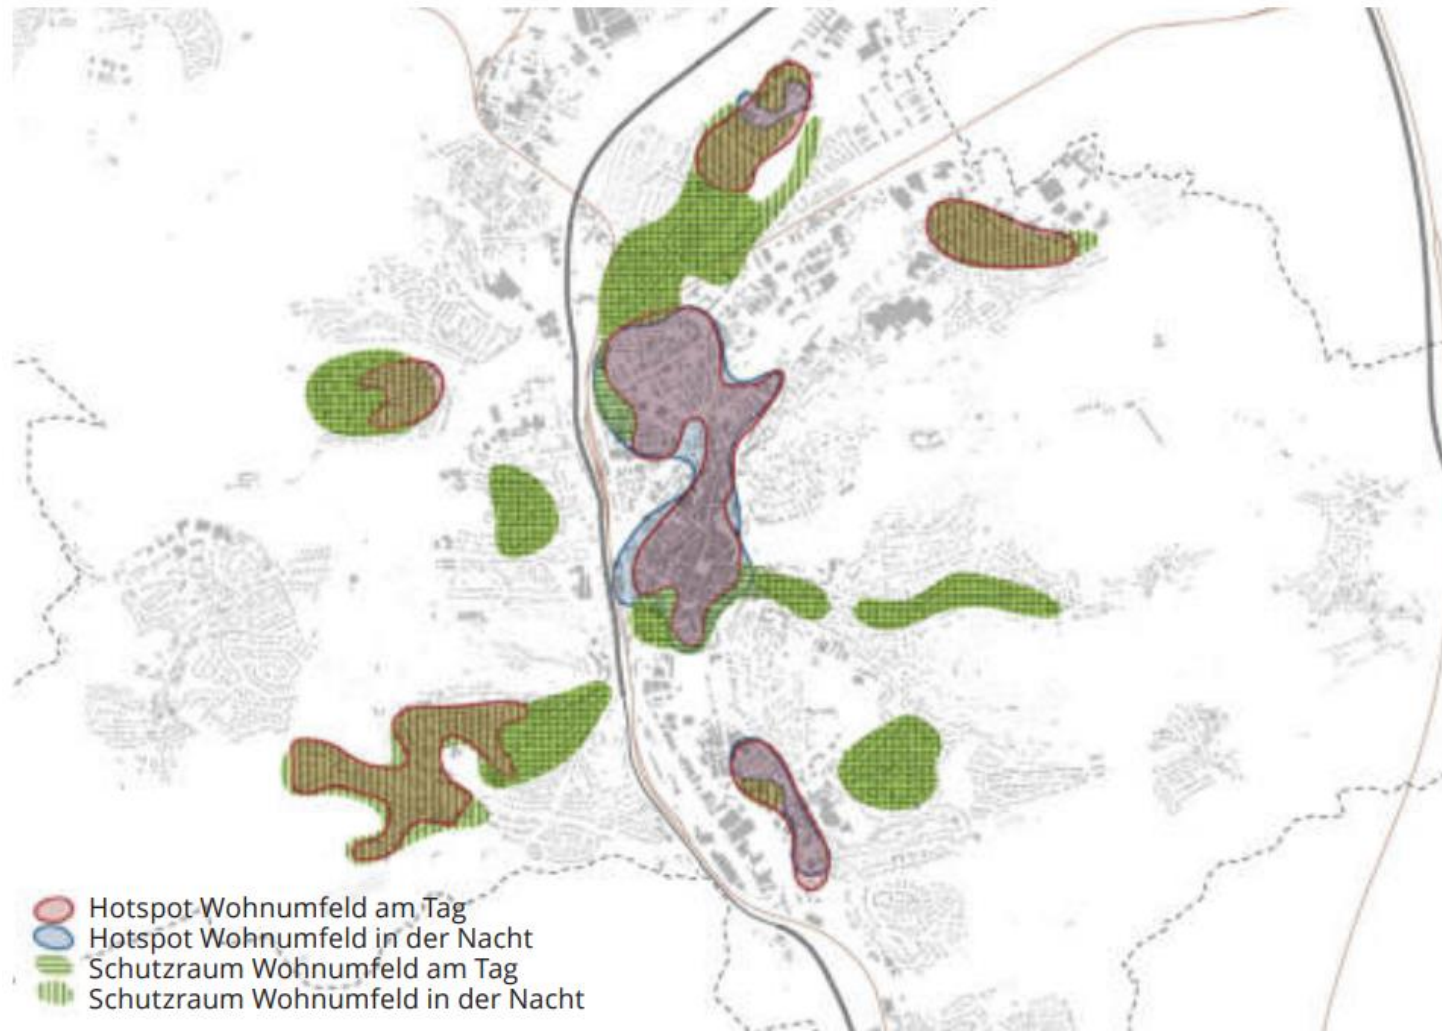 Hotspot Wohnumfeld am Tag
Hotspot Wohnumfeld in der Nacht
Schutzraum Wohnumfeld am Tag
Schutzraum Wohnumfeld in der Nacht